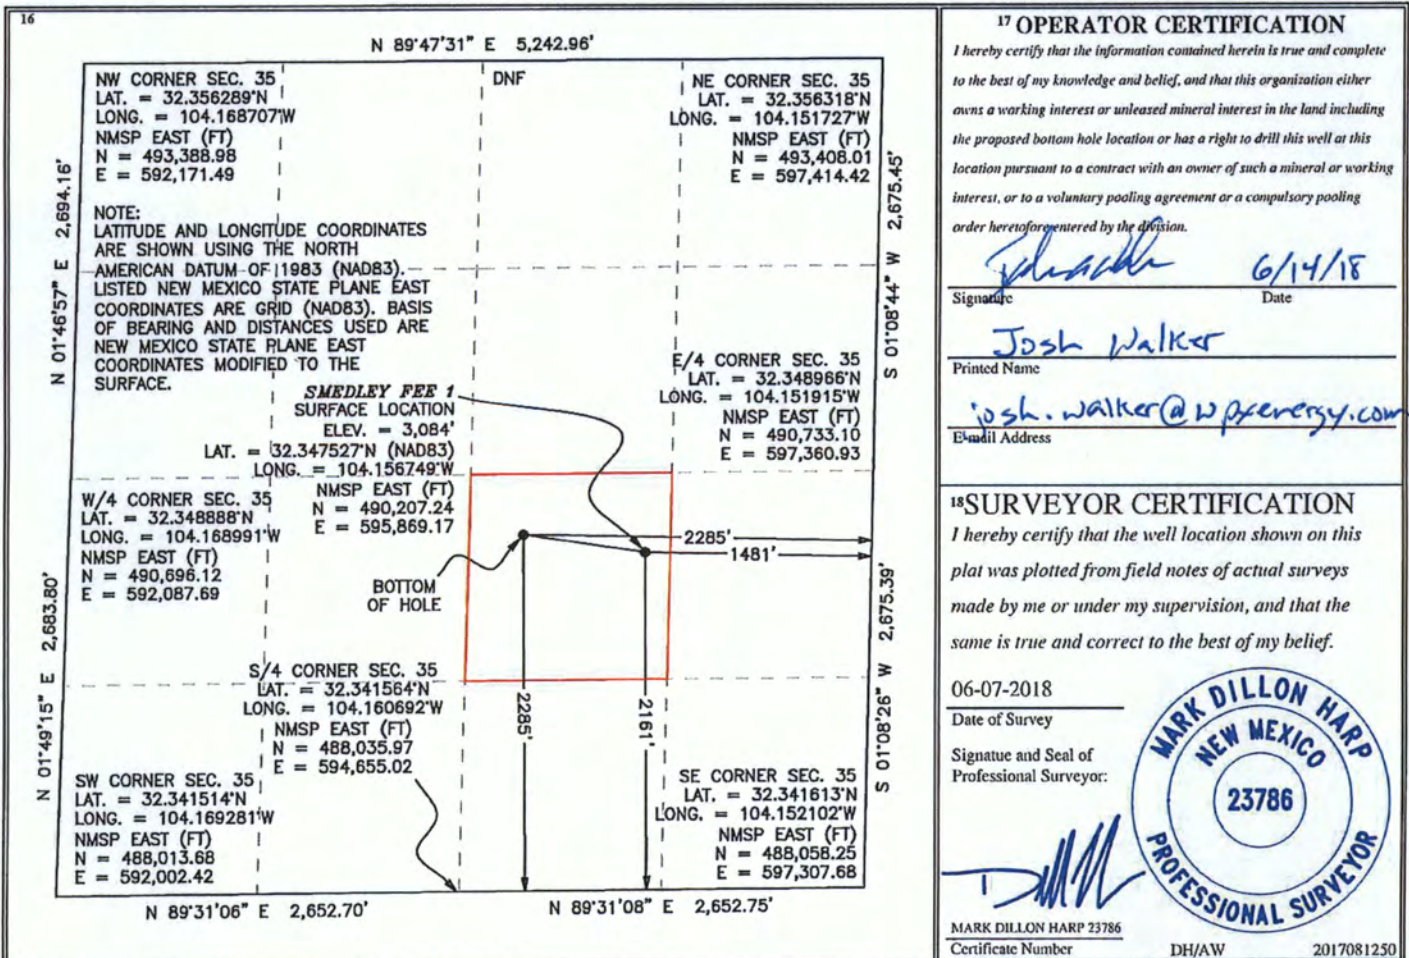 16
N 89°47'31" E 5,242.96'
NW CORNER SEC. 35
LAT. = 32.356289°N
LONG. = 104.168707°W
NMSP EAST (FT)
N = 493,388.98
E = 592,171.49
DNF
NE CORNER SEC. 35
LAT. = 32.356318°N
LONG. = 104.151727°W
NMSP EAST (FT)
N = 493,408.01
E = 597,414.42
N 01°46'57" E 2,694.16'
S 01°08'44" W 2,675.45'
NOTE:
LATITUDE AND LONGITUDE COORDINATES
ARE SHOWN USING THE NORTH
AMERICAN DATUM OF 1983 (NAD83).
LISTED NEW MEXICO STATE PLANE EAST
COORDINATES ARE GRID (NAD83). BASIS
OF BEARING AND DISTANCES USED ARE
NEW MEXICO STATE PLANE EAST
COORDINATES MODIFIED TO THE
SURFACE.
SMEDLEY FEE 1
SURFACE LOCATION
ELEV. = 3,084'
LAT. = 32.347527°N (NAD83)
LONG. = 104.156749°W
NMSP EAST (FT)
N = 490,207.24
E = 595,869.17
E/4 CORNER SEC. 35
LAT. = 32.348966°N
LONG. = 104.151915°W
NMSP EAST (FT)
N = 490,733.10
E = 597,360.93
W/4 CORNER SEC. 35
LAT. = 32.348888°N
LONG. = 104.168991°W
NMSP EAST (FT)
N = 490,696.12
E = 592,087.69
2285'
1481'
BOTTOM
OF HOLE
2285'
2161'
N 01°49'15" E 2,683.80'
S 01°08'26" W 2,675.39'
S/4 CORNER SEC. 35
LAT. = 32.341564°N
LONG. = 104.160692°W
NMSP EAST (FT)
N = 488,035.97
E = 594,655.02
SW CORNER SEC. 35
LAT. = 32.341514°N
LONG. = 104.169281°W
NMSP EAST (FT)
N = 488,013.68
E = 592,002.42
SE CORNER SEC. 35
LAT. = 32.341613°N
LONG. = 104.152102°W
NMSP EAST (FT)
N = 488,058.25
E = 597,307.68
N 89°31'06" E 2,652.70'
N 89°31'08" E 2,652.75'
17 OPERATOR CERTIFICATION
I hereby certify that the information contained herein is true and complete
to the best of my knowledge and belief, and that this organization either
owns a working interest or unleased mineral interest in the land including
the proposed bottom hole location or has a right to drill this well at this
location pursuant to a contract with an owner of such a mineral or working
interest, or to a voluntary pooling agreement or a compulsory pooling
order heretofore entered by the division.
6/14/18
Signature Date
Josh Walker
Printed Name
josh.walker@wpxenergy.com
E-mail Address
18 SURVEYOR CERTIFICATION
I hereby certify that the well location shown on this
plat was plotted from field notes of actual surveys
made by me or under my supervision, and that the
same is true and correct to the best of my belief.
06-07-2018
Date of Survey
Signatue and Seal of
Professional Surveyor:
MARK DILLON HARP
NEW MEXICO
23786
PROFESSIONAL SURVEYOR
MARK DILLON HARP 23786
Certificate Number DH/AW 2017081250